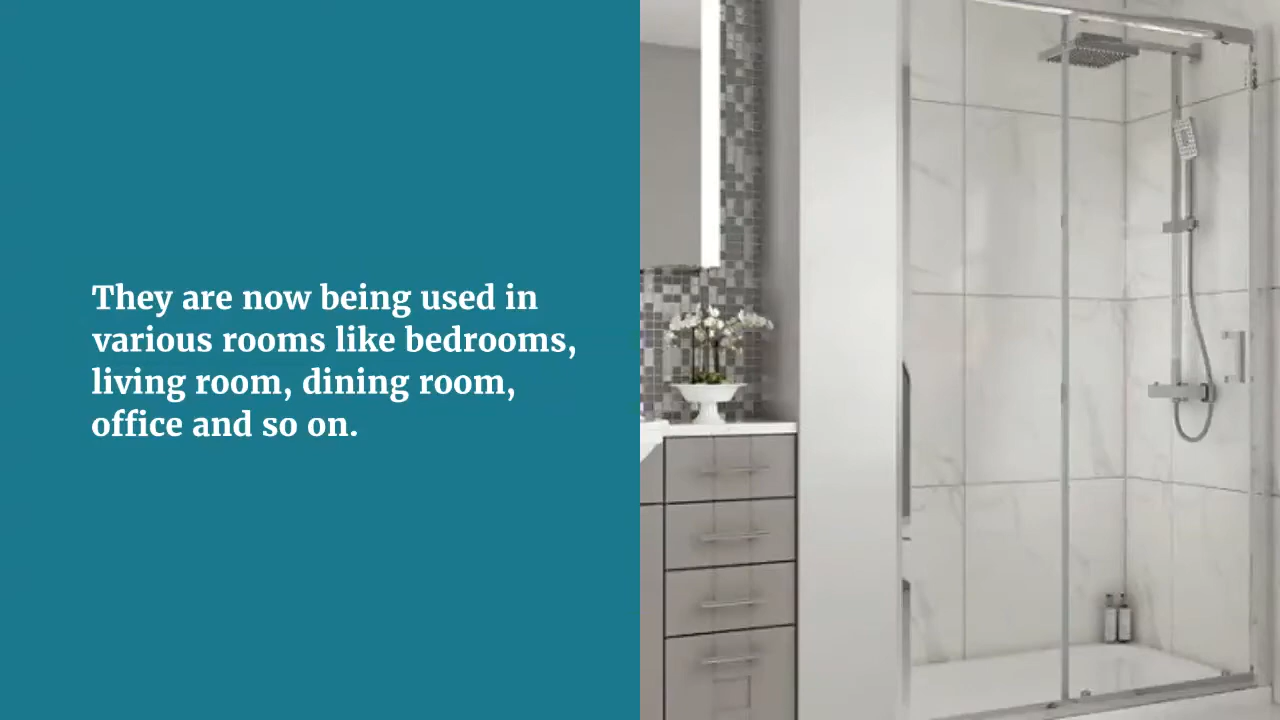 They are now being used in
various rooms like bedrooms,
living room, dining room,
office and so on.